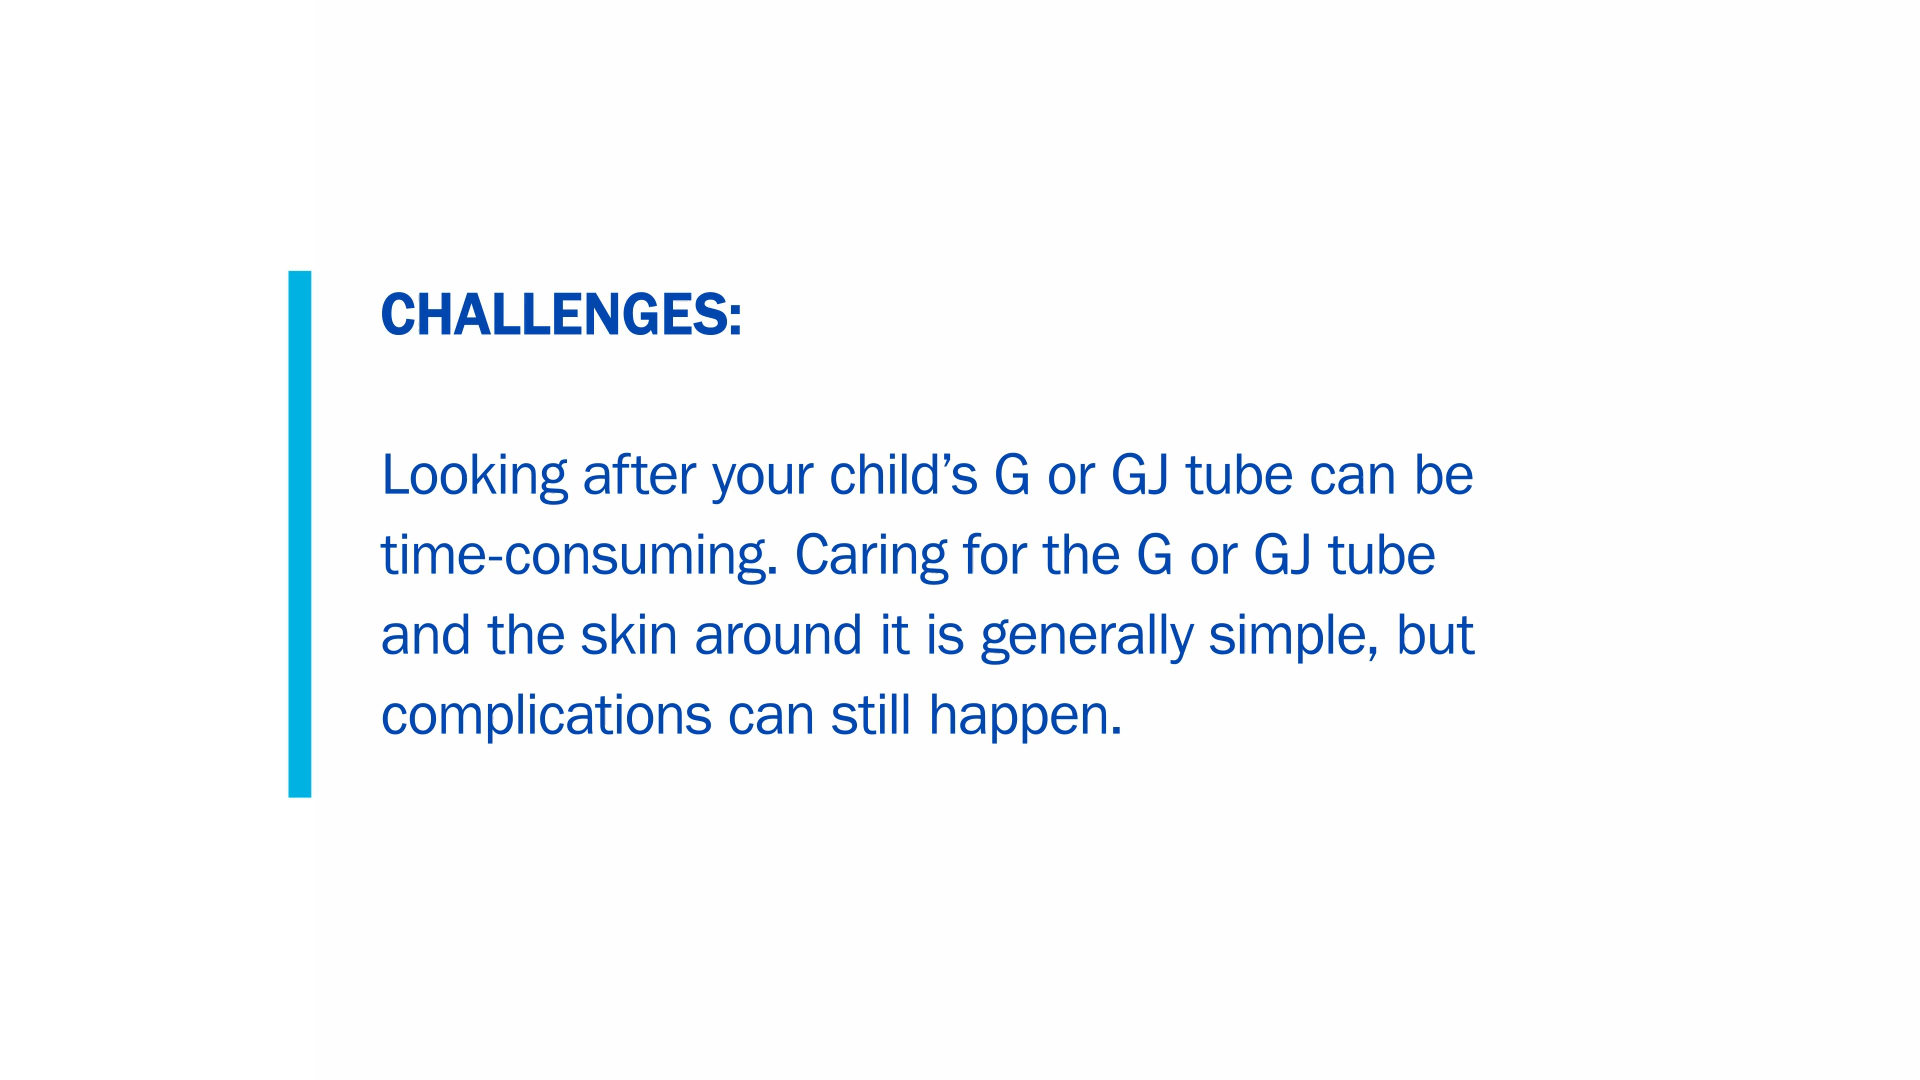 CHALLENGES:
Looking after your child’s G or GJ tube can be
time-consuming. Caring for the G or GJ tube
and the skin around it is generally simple, but
complications can still happen.